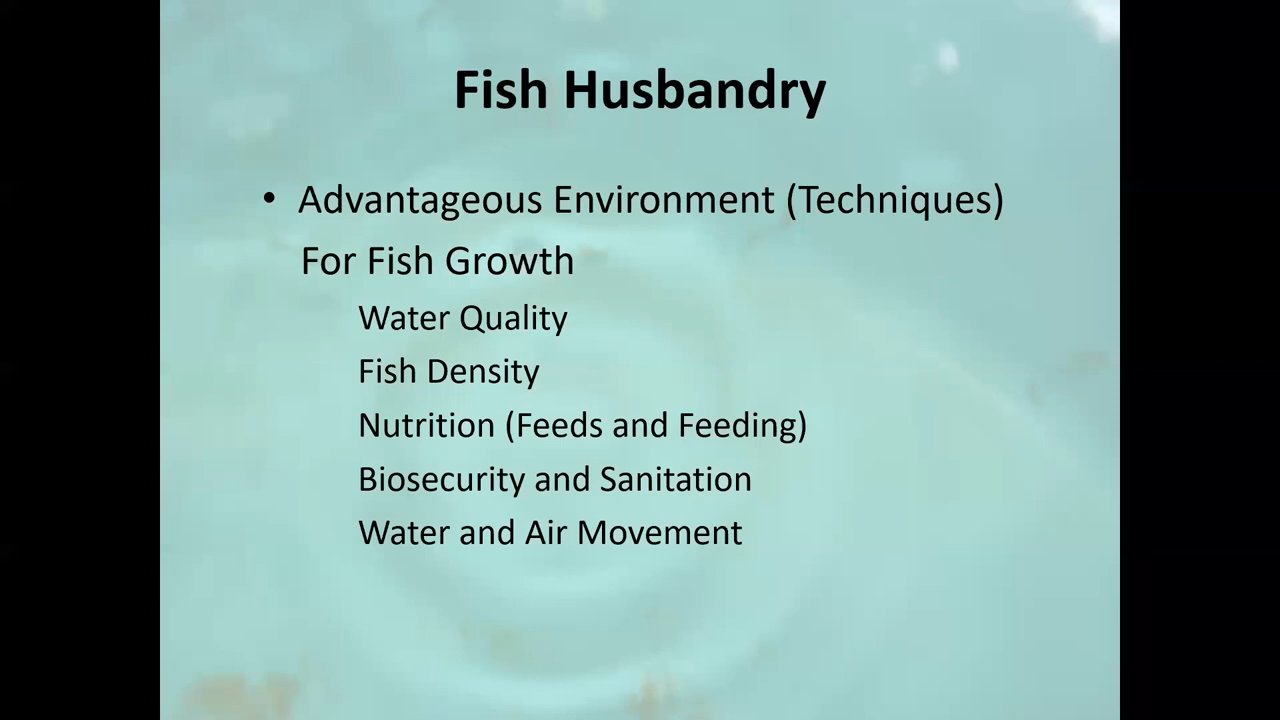 Fish Husbandry
• Advantageous Environment (Techniques)
For Fish Growth
Water Quality
Fish Density
Nutrition (Feeds and Feeding)
Biosecurity and Sanitation
Water and Air Movement